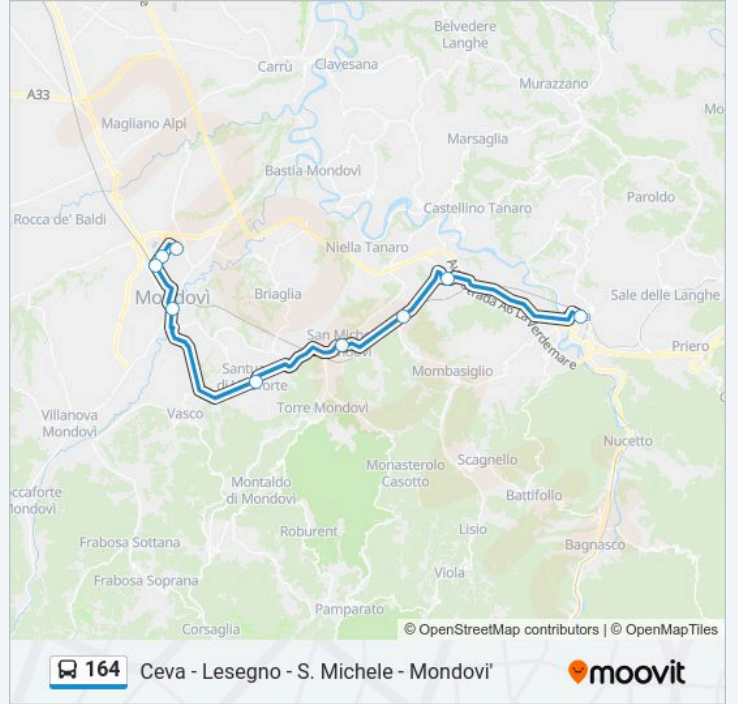 Belvedere
Langhe
Carrù
Clavesana
Murazzano
A33
Magliano Alpi
Marsaglia
Bastia Mondovì
Paroldo
Castellino Tanaro
Rocca de' Baldi
Niella Tanaro
Briaglia
Mondovì
Sale delle Langhe
Priero
Mombasiglio
Torre Mondovì
Vasco
Villanova
Mondovì
Nucetto
Scagnello
Monasterolo
Casotto
Montaldo
di Mondovì
Battifollo
Roburent
Lisio
Frabosa Sottana
Bagnasco
Viola
Frabosa Soprana
Pamparato
Corsaglia
© OpenStreetMap contributors | © OpenMapTiles
164 Ceva - Lesegno - S. Michele - Mondovi'
moovit